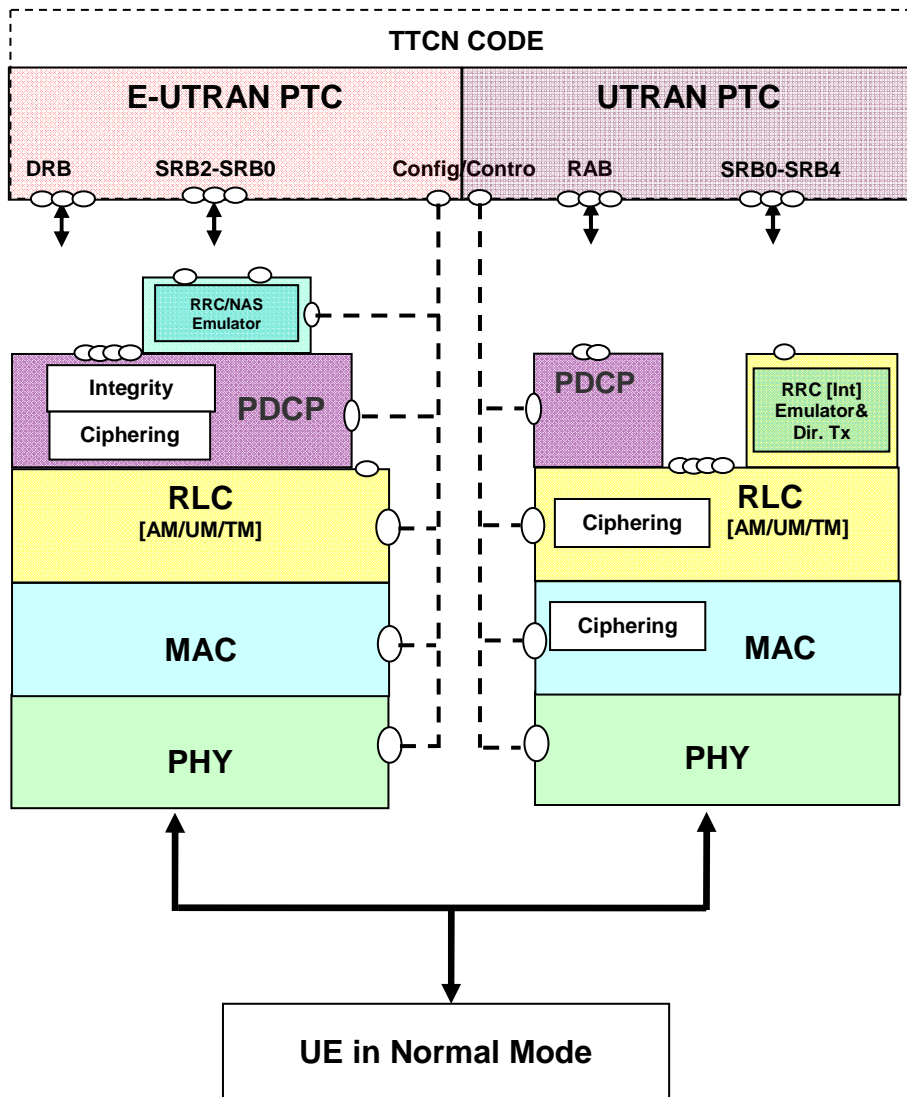 TTCN CODE
E-UTRAN PTC
UTRAN PTC
DRB
SRB2-SRB0
Config/Contro
RAB
SRB0-SRB4
RRC/NAS
Emulator
Integrity
Ciphering
PDCP
PDCP
RRC [Int]
Emulator&
Dir. Tx
RLC
[AM/UM/TM]
Ciphering
RLC
[AM/UM/TM]
MAC
Ciphering
MAC
PHY
PHY
UE in Normal Mode